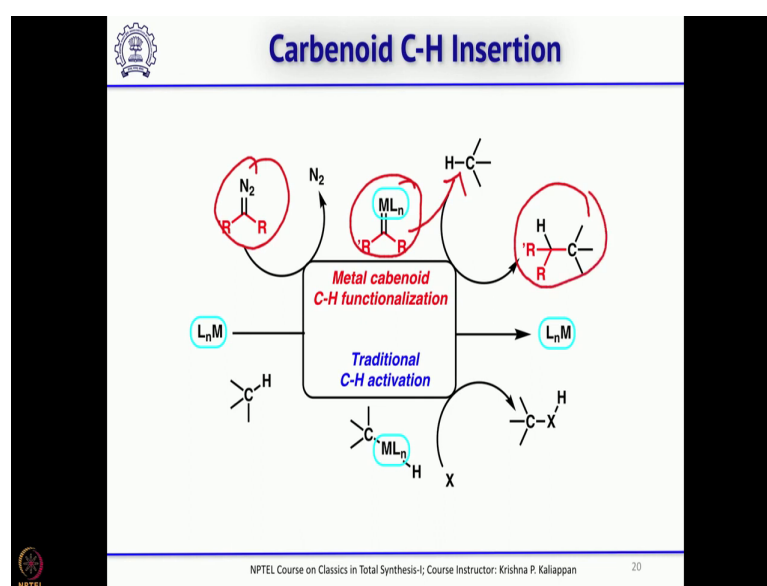 Carbenoid C-H Insertion
N2
'R R
N2
MLn
'R R
H-C
H
'R C
R
Metal cabenoid
C-H functionalization
LnM
LnM
Traditional
C-H activation
C H
C
MLn
H
X
H
C-X
NPTEL Course on Classics in Total Synthesis-I; Course Instructor: Krishna P. Kaliappan
20
NPTEL